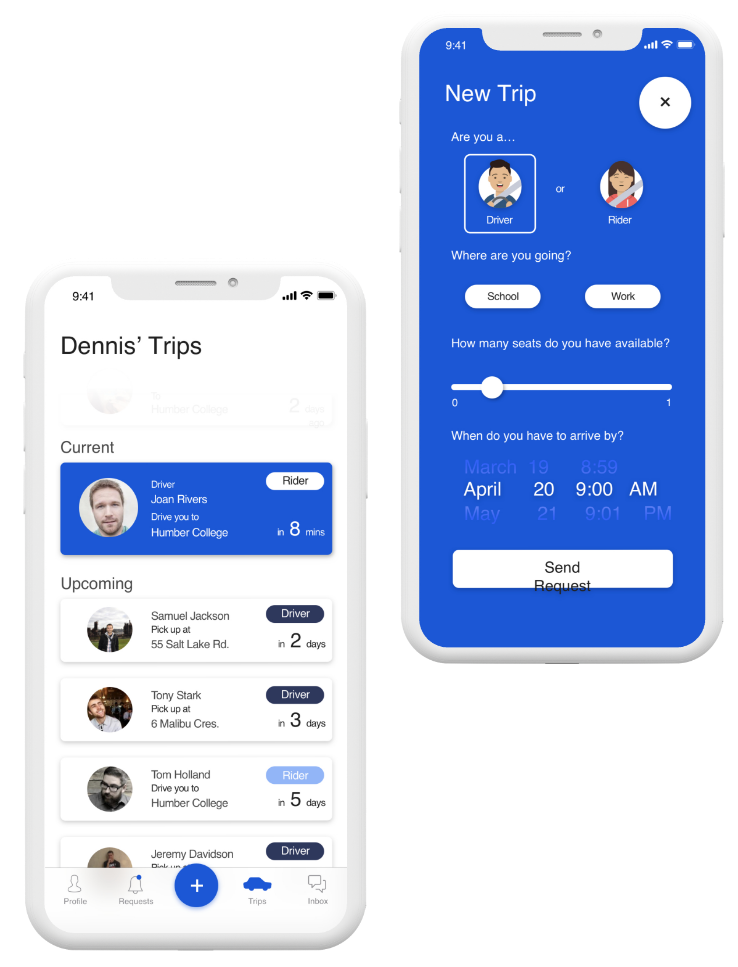 9:41
New Trip
×
Are you a...
or
Driver
Rider
Where are you going?
School
Work
How many seats do you have available?
0
1
When do you have to arrive by?
March 19 8:59
April 20 9:00 AM
May 21 9:01 PM
Send
Request
9:41
Dennis’ Trips
To
Humber College
2 days
ago
Current
Driver
Rider
Joan Rivers
Drive you to
Humber College
in 8 mins
Upcoming
Samuel Jackson
Driver
Pick up at
55 Salt Lake Rd.
in 2 days
Tony Stark
Driver
Pick up at
6 Malibu Cres.
in 3 days
Tom Holland
Rider
Drive you to
Humber College
in 5 days
Jeremy Davidson
Driver
Pick up at
+
Profile
Requests
Trips
Inbox